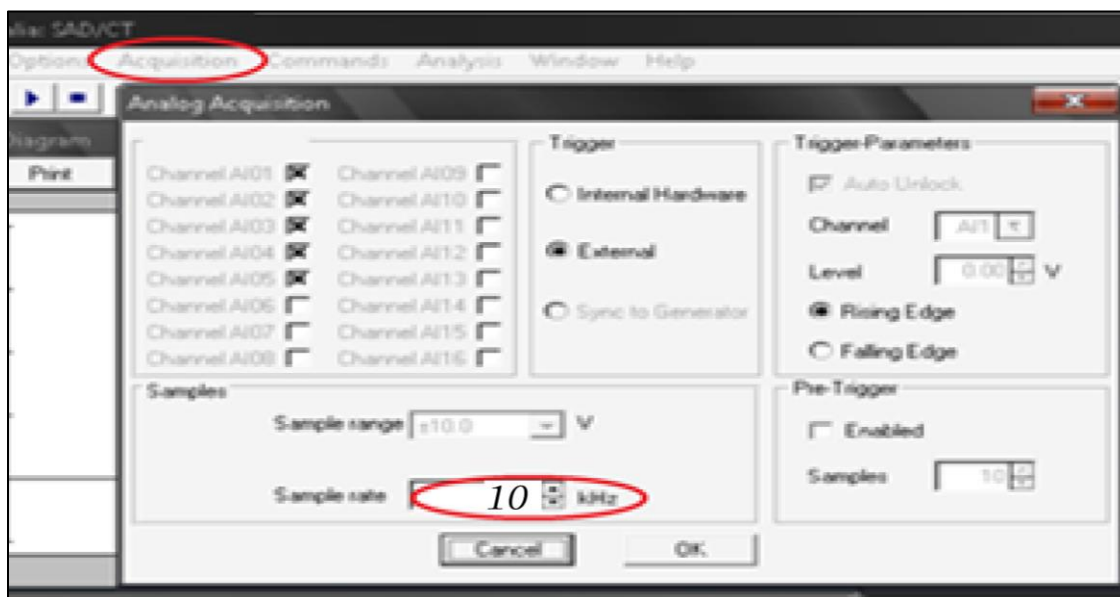 alia: SAD/CT
Options Acquisition Commands Analysis Window Help
Diagram
Print
Analog Acquisition
Channel AI01
Channel AI02
Channel AI03
Channel AI04
Channel AI05
Channel AI06
Channel AI07
Channel AI08
Channel AI09
Channel AI10
Channel AI11
Channel AI12
Channel AI13
Channel AI14
Channel AI15
Channel AI16
Trigger
Internal Hardware
External
Sync to Generator
Trigger-Parameters
Auto Unlock
Channel AI1
Level 0.00 V
Rising Edge
Falling Edge
Samples
Sample range ±10.0 V
Sample rate 10 kHz
Pre-Trigger
Enabled
Samples 10
Cancel OK